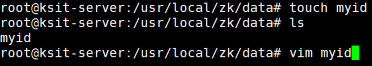 root@ksit-server:/usr/local/zk/data# touch myid
root@ksit-server:/usr/local/zk/data# ls
myid
root@ksit-server:/usr/local/zk/data# vim myid